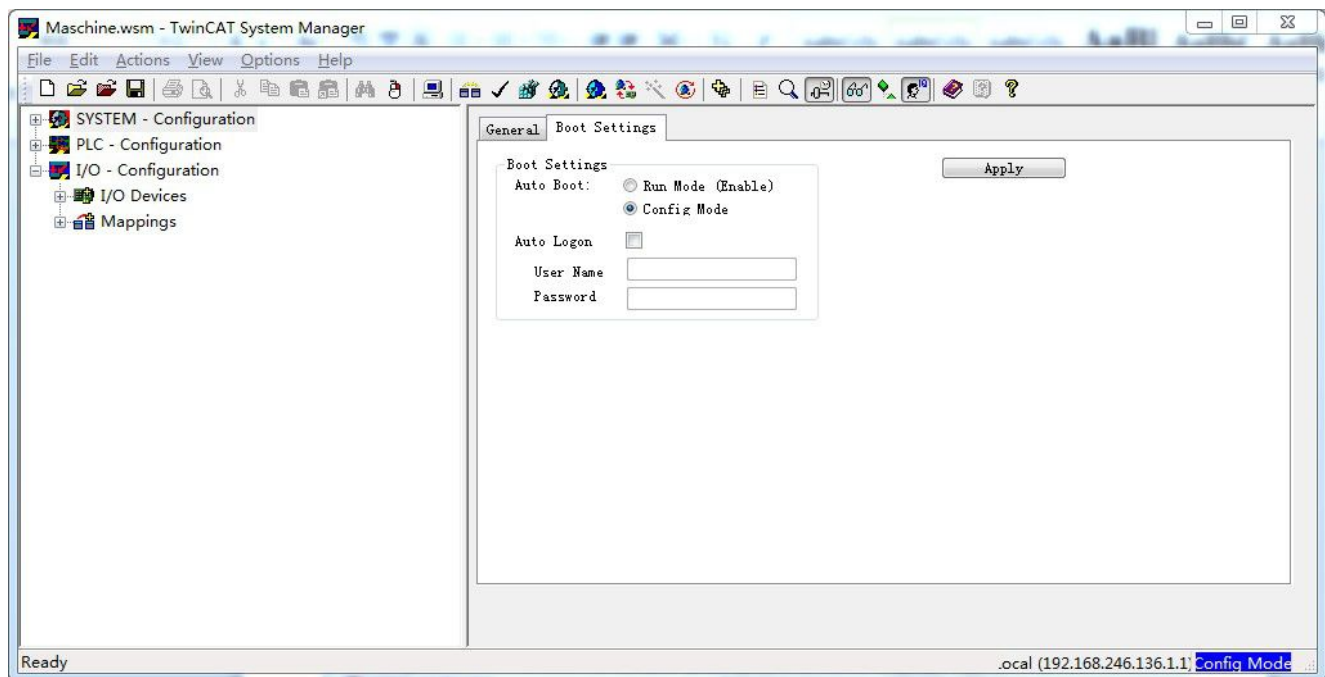 Maschine.wsm - TwinCAT System Manager
File Edit Actions View Options Help
SYSTEM - Configuration
PLC - Configuration
I/O - Configuration
I/O Devices
Mappings
General Boot Settings
Boot Settings
Auto Boot: Run Mode (Enable)
Config Mode
Apply
Auto Logon
User Name
Password
Ready .ocal (192.168.246.136.1.1) Config Mode